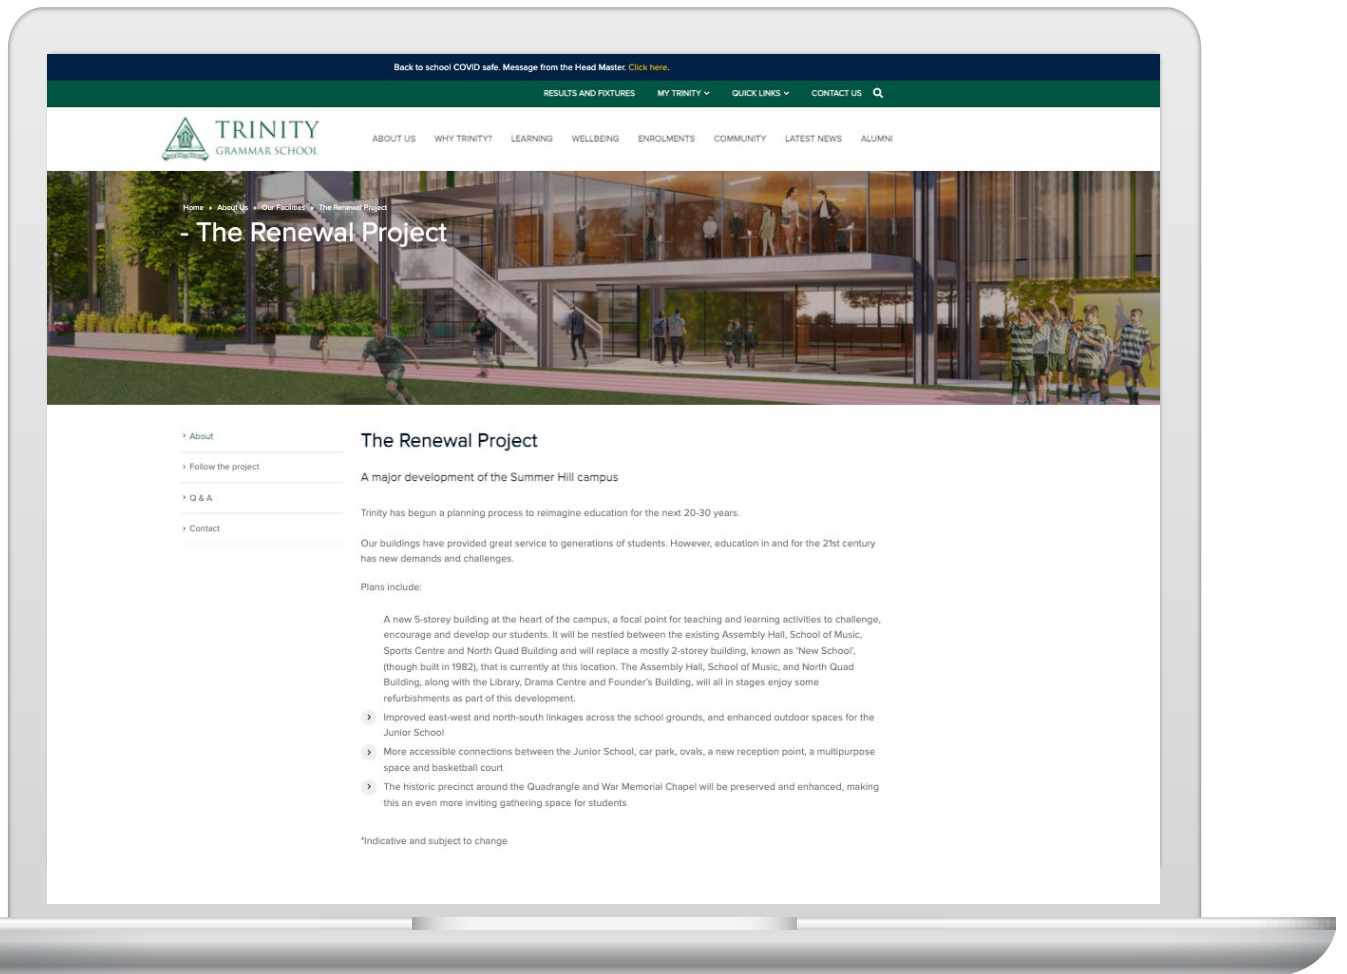 Back to school COVID safe. Message from the Head Master. Click here.
RESULTS AND FIXTURES MY TRINITY QUICK LINKS CONTACT US
TRINITY
GRAMMAR SCHOOL
ABOUT US WHY TRINITY? LEARNING WELLBEING ENROLMENTS COMMUNITY LATEST NEWS ALUMNI
Home » About Us » Our Facilities » The Renewal Project
- The Renewal Project
› About
› Follow the project
› Q & A
› Contact
The Renewal Project
A major development of the Summer Hill campus
Trinity has begun a planning process to reimagine education for the next 20-30 years.
Our buildings have provided great service to generations of students. However, education in and for the 21st century
has new demands and challenges.
Plans include:
A new 5-storey building at the heart of the campus, a focal point for teaching and learning activities to challenge,
encourage and develop our students. It will be nestled between the existing Assembly Hall, School of Music,
Sports Centre and North Quad Building and will replace a mostly 2-storey building, known as 'New School',
(though built in 1982), that is currently at this location. The Assembly Hall, School of Music, and North Quad
Building, along with the Library, Drama Centre and Founder's Building, will all in stages enjoy some
refurbishments as part of this development.
Improved east-west and north-south linkages across the school grounds, and enhanced outdoor spaces for the
Junior School
More accessible connections between the Junior School, car park, ovals, a new reception point, a multipurpose
space and basketball court
The historic precinct around the Quadrangle and War Memorial Chapel will be preserved and enhanced, making
this an even more inviting gathering space for students
*Indicative and subject to change